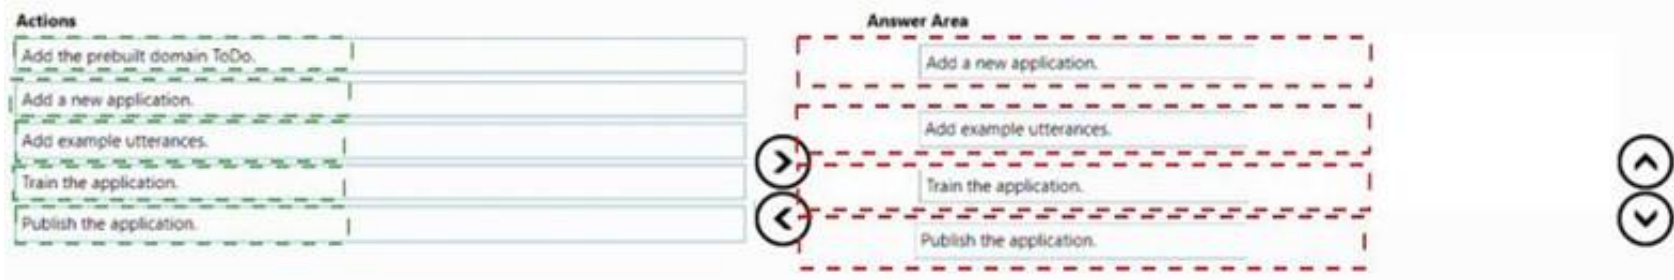 Actions
Add the prebuilt domain ToDo.
Add a new application.
Add example utterances.
Train the application.
Publish the application.
Answer Area
Add a new application.
Add example utterances.
Train the application.
Publish the application.